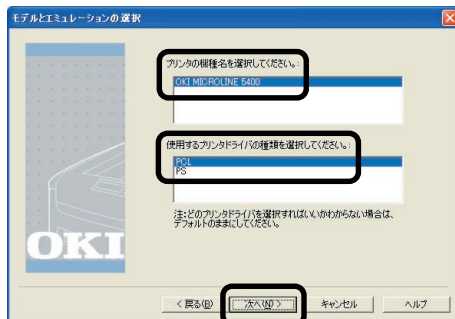 モデルとエミュレーションの選択
プリンタの機種名を選択してください。:
OKI MICROLINE 5400
使用するプリンタドライバの種類を選択してください。:
PCL
PS
注:どのプリンタドライバを選択すればいいかわからない場合は、
デフォルトのままにしてください。
OKI
< 戻る(B)
次へ(N) >
キャンセル
ヘルプ